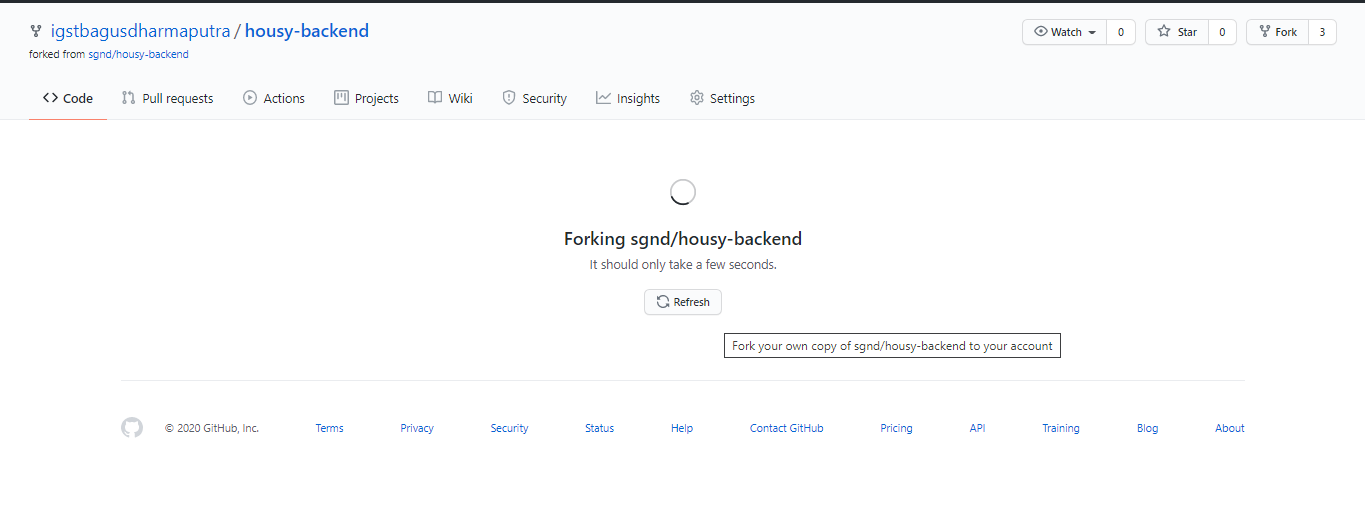 igstbagusdharmaputra / housy-backend
Watch 0 Star 0 Fork 3
forked from sgnd/housy-backend
Code Pull requests Actions Projects Wiki Security Insights Settings
Forking sgnd/housy-backend
It should only take a few seconds.
Refresh
Fork your own copy of sgnd/housy-backend to your account
© 2020 GitHub, Inc. Terms Privacy Security Status Help Contact GitHub Pricing API Training Blog About